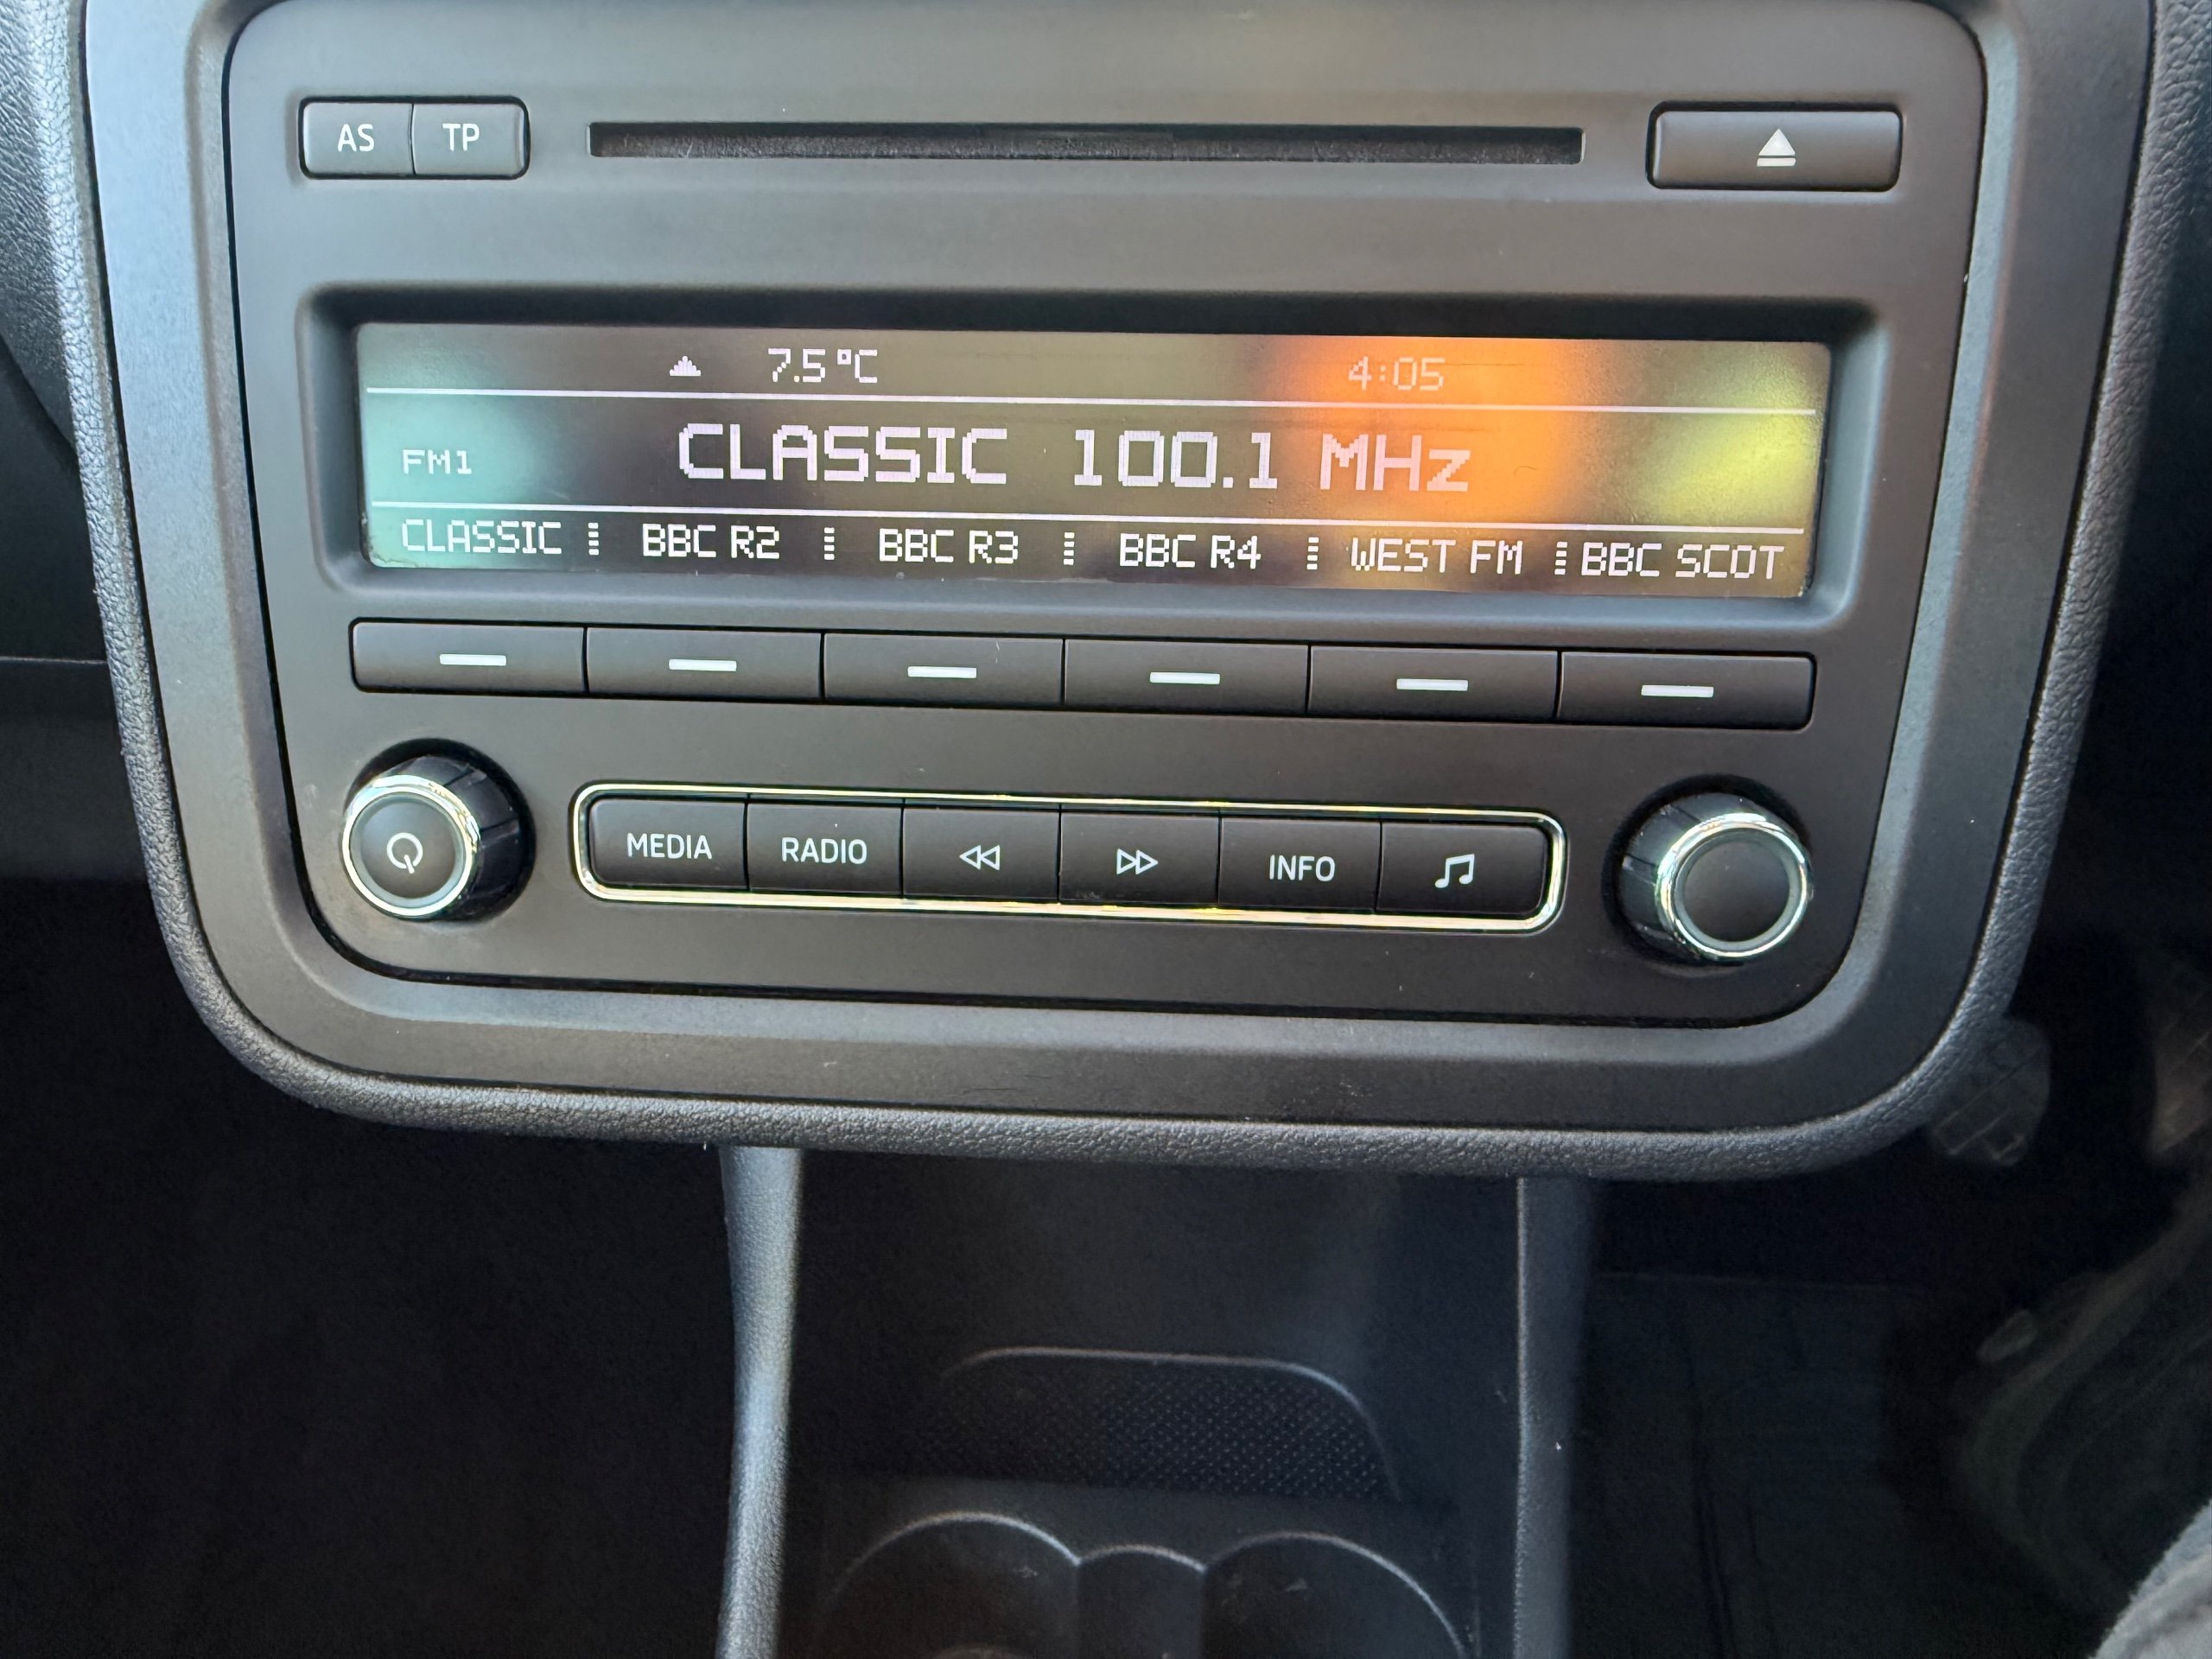 AS TP
7.5°C 4:05
FM1 CLASSIC 100.1 MHz
CLASSIC BBC R2 BBC R3 BBC R4 WEST FM BBC SCOT
MEDIA RADIO INFO